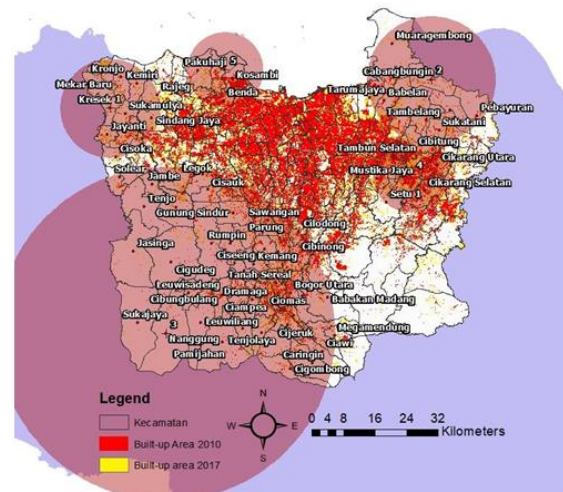 Muaragembong
Pakuhaji 5
Kronjo
Kemiri
Kosambi
Cabangbungin 2
Mekar Baru
Rajeg
Benda
Tarumajaya
Babelan
Kresek 1
Sukamulya
Tambelang
Pebayuran
Jayanti
Sindang Jaya
Sukatani
Cisoka
Tambun Selatan
Cibitung
Cikarang Utara
Solear
Legok
Mustika Jaya
Jambe
Cisauk
Cikarang Selatan
Setu 1
Tenjo
Gunung Sindur
Sawangan
Cilodong
Parung
Jasinga
Rumpin
Cibinong
Ciseeng
Kemang
Cigudeg
Tanah Sereal
Leuwisadeng
Bogor Utara
Cibungbulang
Dramaga
Babakan Madang
Ciampea
Ciomas
Sukajaya
3
Leuwiliang
Megamendung
Nanggung
Cijeruk
Ciawi
Tenjolaya
Pamijahan
Caringin
Cigombong
Legend
Kecamatan
Built-up Area 2010
Built-up area 2017
N
W E
S
0 4 8 16 24 32
Kilometers